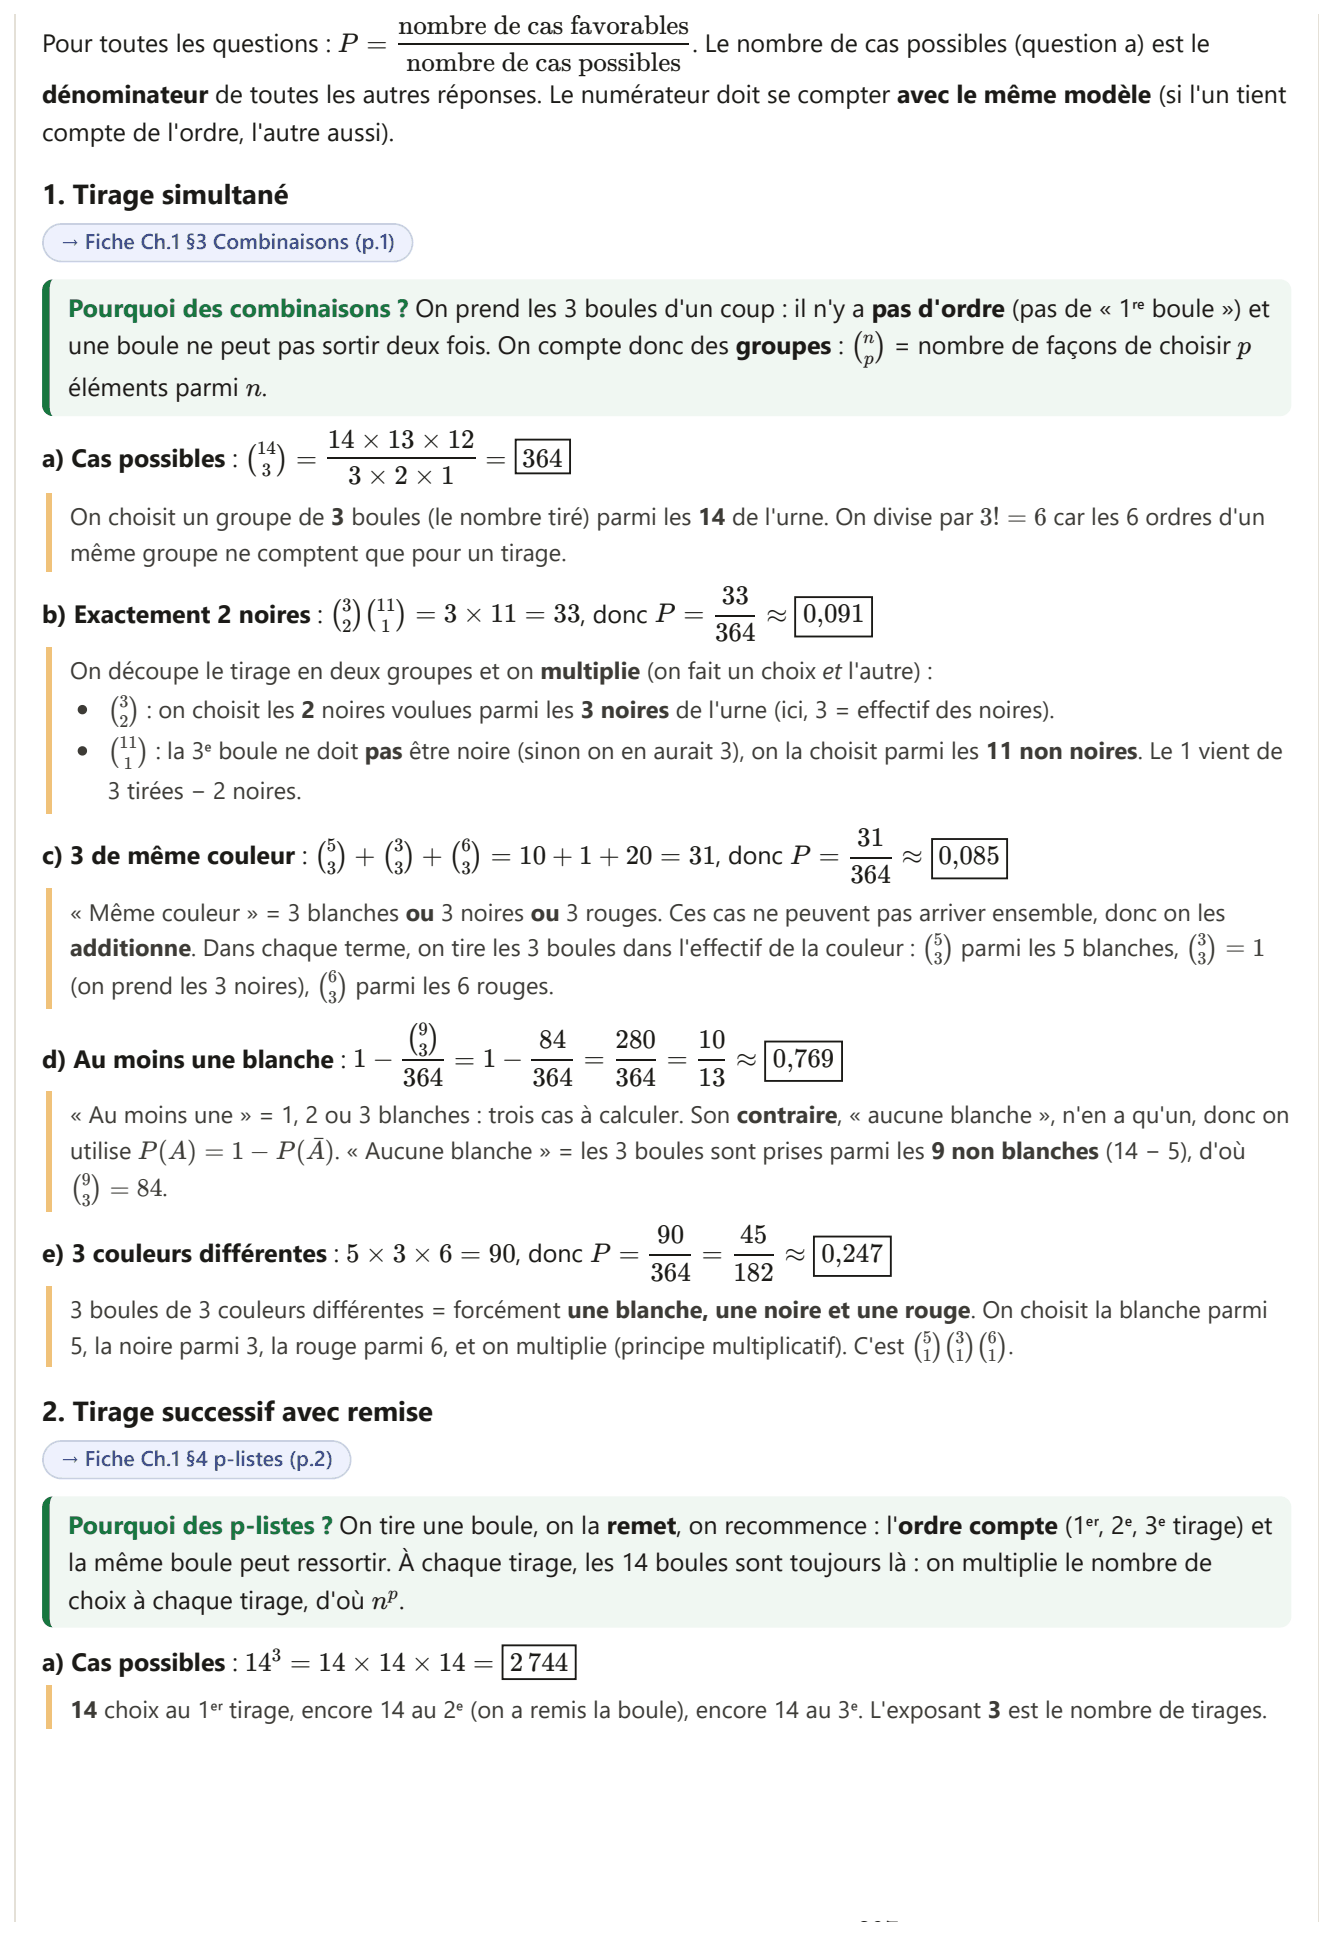 Pour toutes les questions : P = nombre de cas favorables / nombre de cas possibles. Le nombre de cas possibles (question a) est le
dénominateur de toutes les autres réponses. Le numérateur doit se compter avec le même modèle (si l'un tient
compte de l'ordre, l'autre aussi).
1. Tirage simultané
→ Fiche Ch.1 §3 Combinaisons (p.1)
Pourquoi des combinaisons ? On prend les 3 boules d'un coup : il n'y a pas d'ordre (pas de « 1re boule ») et
une boule ne peut pas sortir deux fois. On compte donc des groupes : (n p) = nombre de façons de choisir p
éléments parmi n.
a) Cas possibles : (14 3) = 14 × 13 × 12 / 3 × 2 × 1 = 364
On choisit un groupe de 3 boules (le nombre tiré) parmi les 14 de l'urne. On divise par 3! = 6 car les 6 ordres d'un
même groupe ne comptent que pour un tirage.
b) Exactement 2 noires : (3 2)(11 1) = 3 × 11 = 33, donc P = 33/364 ≈ 0,091
On découpe le tirage en deux groupes et on multiplie (on fait un choix et l'autre) :
• (3 2) : on choisit les 2 noires voulues parmi les 3 noires de l'urne (ici, 3 = effectif des noires).
• (11 1) : la 3e boule ne doit pas être noire (sinon on en aurait 3), on la choisit parmi les 11 non noires. Le 1 vient de
3 tirées − 2 noires.
c) 3 de même couleur : (5 3) + (3 3) + (6 3) = 10 + 1 + 20 = 31, donc P = 31/364 ≈ 0,085
« Même couleur » = 3 blanches ou 3 noires ou 3 rouges. Ces cas ne peuvent pas arriver ensemble, donc on les
additionne. Dans chaque terme, on tire les 3 boules dans l'effectif de la couleur : (5 3) parmi les 5 blanches, (3 3) = 1
(on prend les 3 noires), (6 3) parmi les 6 rouges.
d) Au moins une blanche : 1 − (9 3)/364 = 1 − 84/364 = 280/364 = 10/13 ≈ 0,769
« Au moins une » = 1, 2 ou 3 blanches : trois cas à calculer. Son contraire, « aucune blanche », n'en a qu'un, donc on
utilise P(A) = 1 − P(Ā). « Aucune blanche » = les 3 boules sont prises parmi les 9 non blanches (14 − 5), d'où
(9 3) = 84.
e) 3 couleurs différentes : 5 × 3 × 6 = 90, donc P = 90/364 = 45/182 ≈ 0,247
3 boules de 3 couleurs différentes = forcément une blanche, une noire et une rouge. On choisit la blanche parmi
5, la noire parmi 3, la rouge parmi 6, et on multiplie (principe multiplicatif). C'est (5 1)(3 1)(6 1).
2. Tirage successif avec remise
→ Fiche Ch.1 §4 p-listes (p.2)
Pourquoi des p-listes ? On tire une boule, on la remet, on recommence : l'ordre compte (1er, 2e, 3e tirage) et
la même boule peut ressortir. À chaque tirage, les 14 boules sont toujours là : on multiplie le nombre de
choix à chaque tirage, d'où nᵖ.
a) Cas possibles : 14³ = 14 × 14 × 14 = 2 744
14 choix au 1er tirage, encore 14 au 2e (on a remis la boule), encore 14 au 3e. L'exposant 3 est le nombre de tirages.